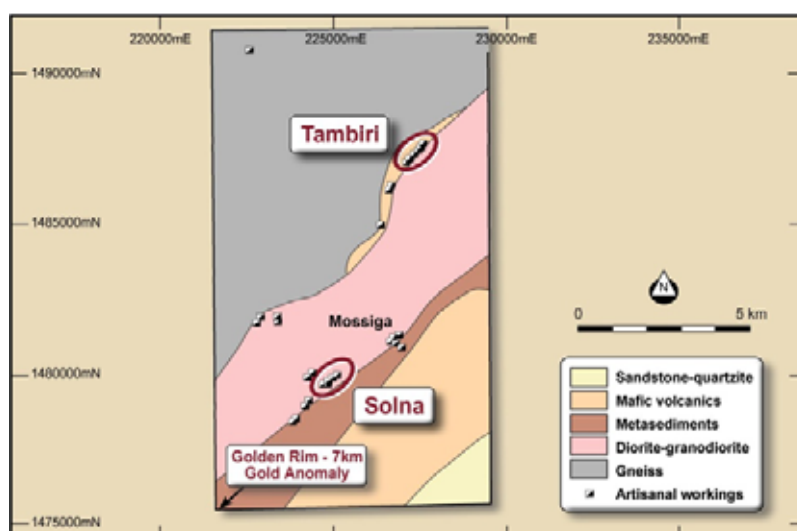 220000mE 225000mE 230000mE 235000mE
1490000mN
Tambiri
1485000mN
N
Mossiga
0 5 km
1480000mN
Solna
Sandstone-quartzite
Mafic volcanics
Metasediments
Diorite-granodiorite
Gneiss
Artisanal workings
Golden Rim - 7km
Gold Anomaly
1475000mN